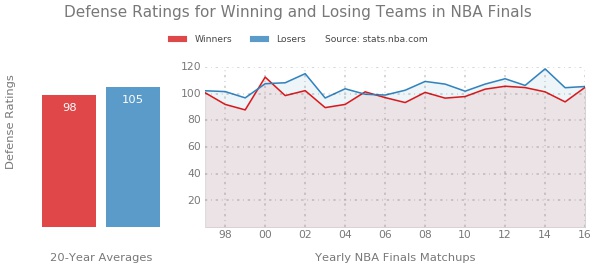 Defense Ratings for Winning and Losing Teams in NBA Finals
Winners Losers Source: stats.nba.com
Defense Ratings
98
105
120
100
80
60
40
20
98 00 02 04 06 08 10 12 14 16
20-Year Averages
Yearly NBA Finals Matchups